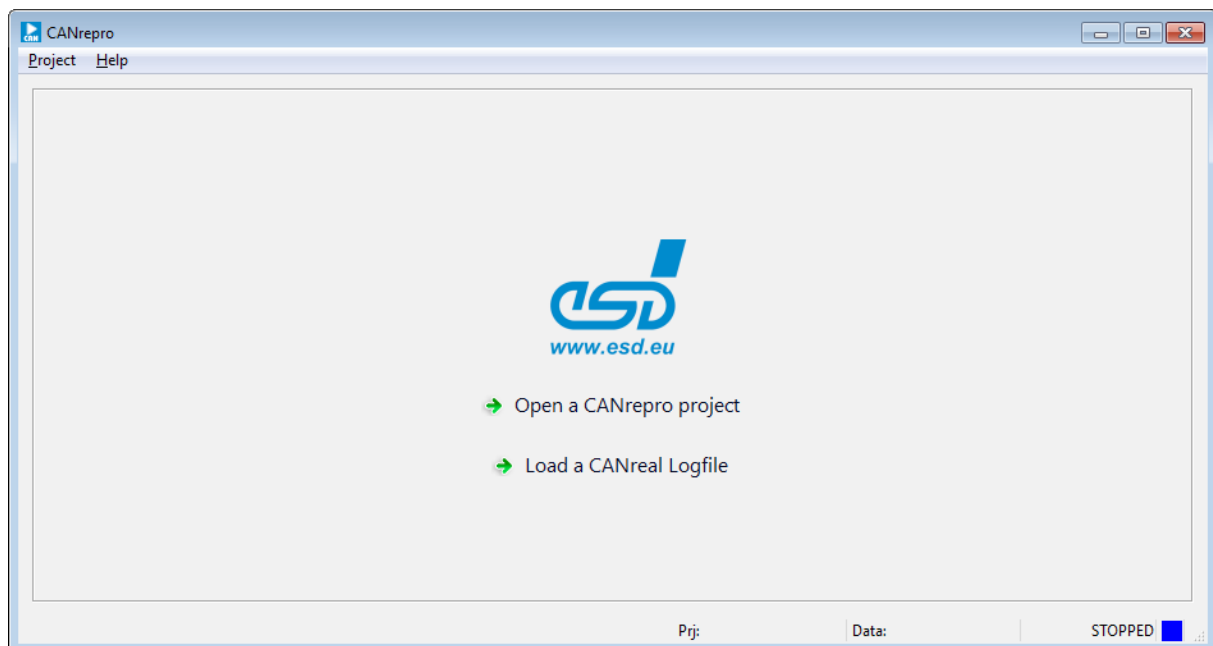 CANrepro
Project Help
esd
www.esd.eu
Open a CANrepro project
Load a CANreal Logfile
Prj: Data: STOPPED